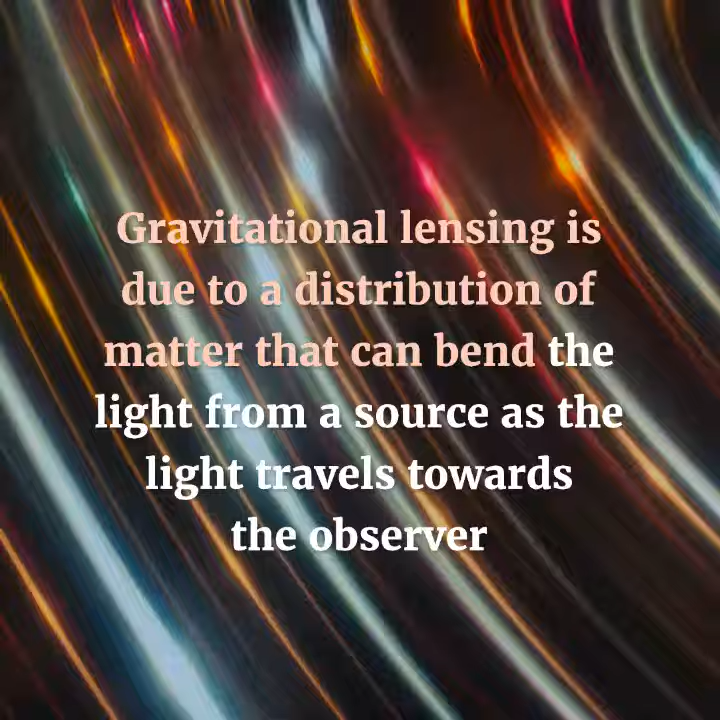 Gravitational lensing is
due to a distribution of
matter that can bend the
light from a source as the
light travels towards
the observer